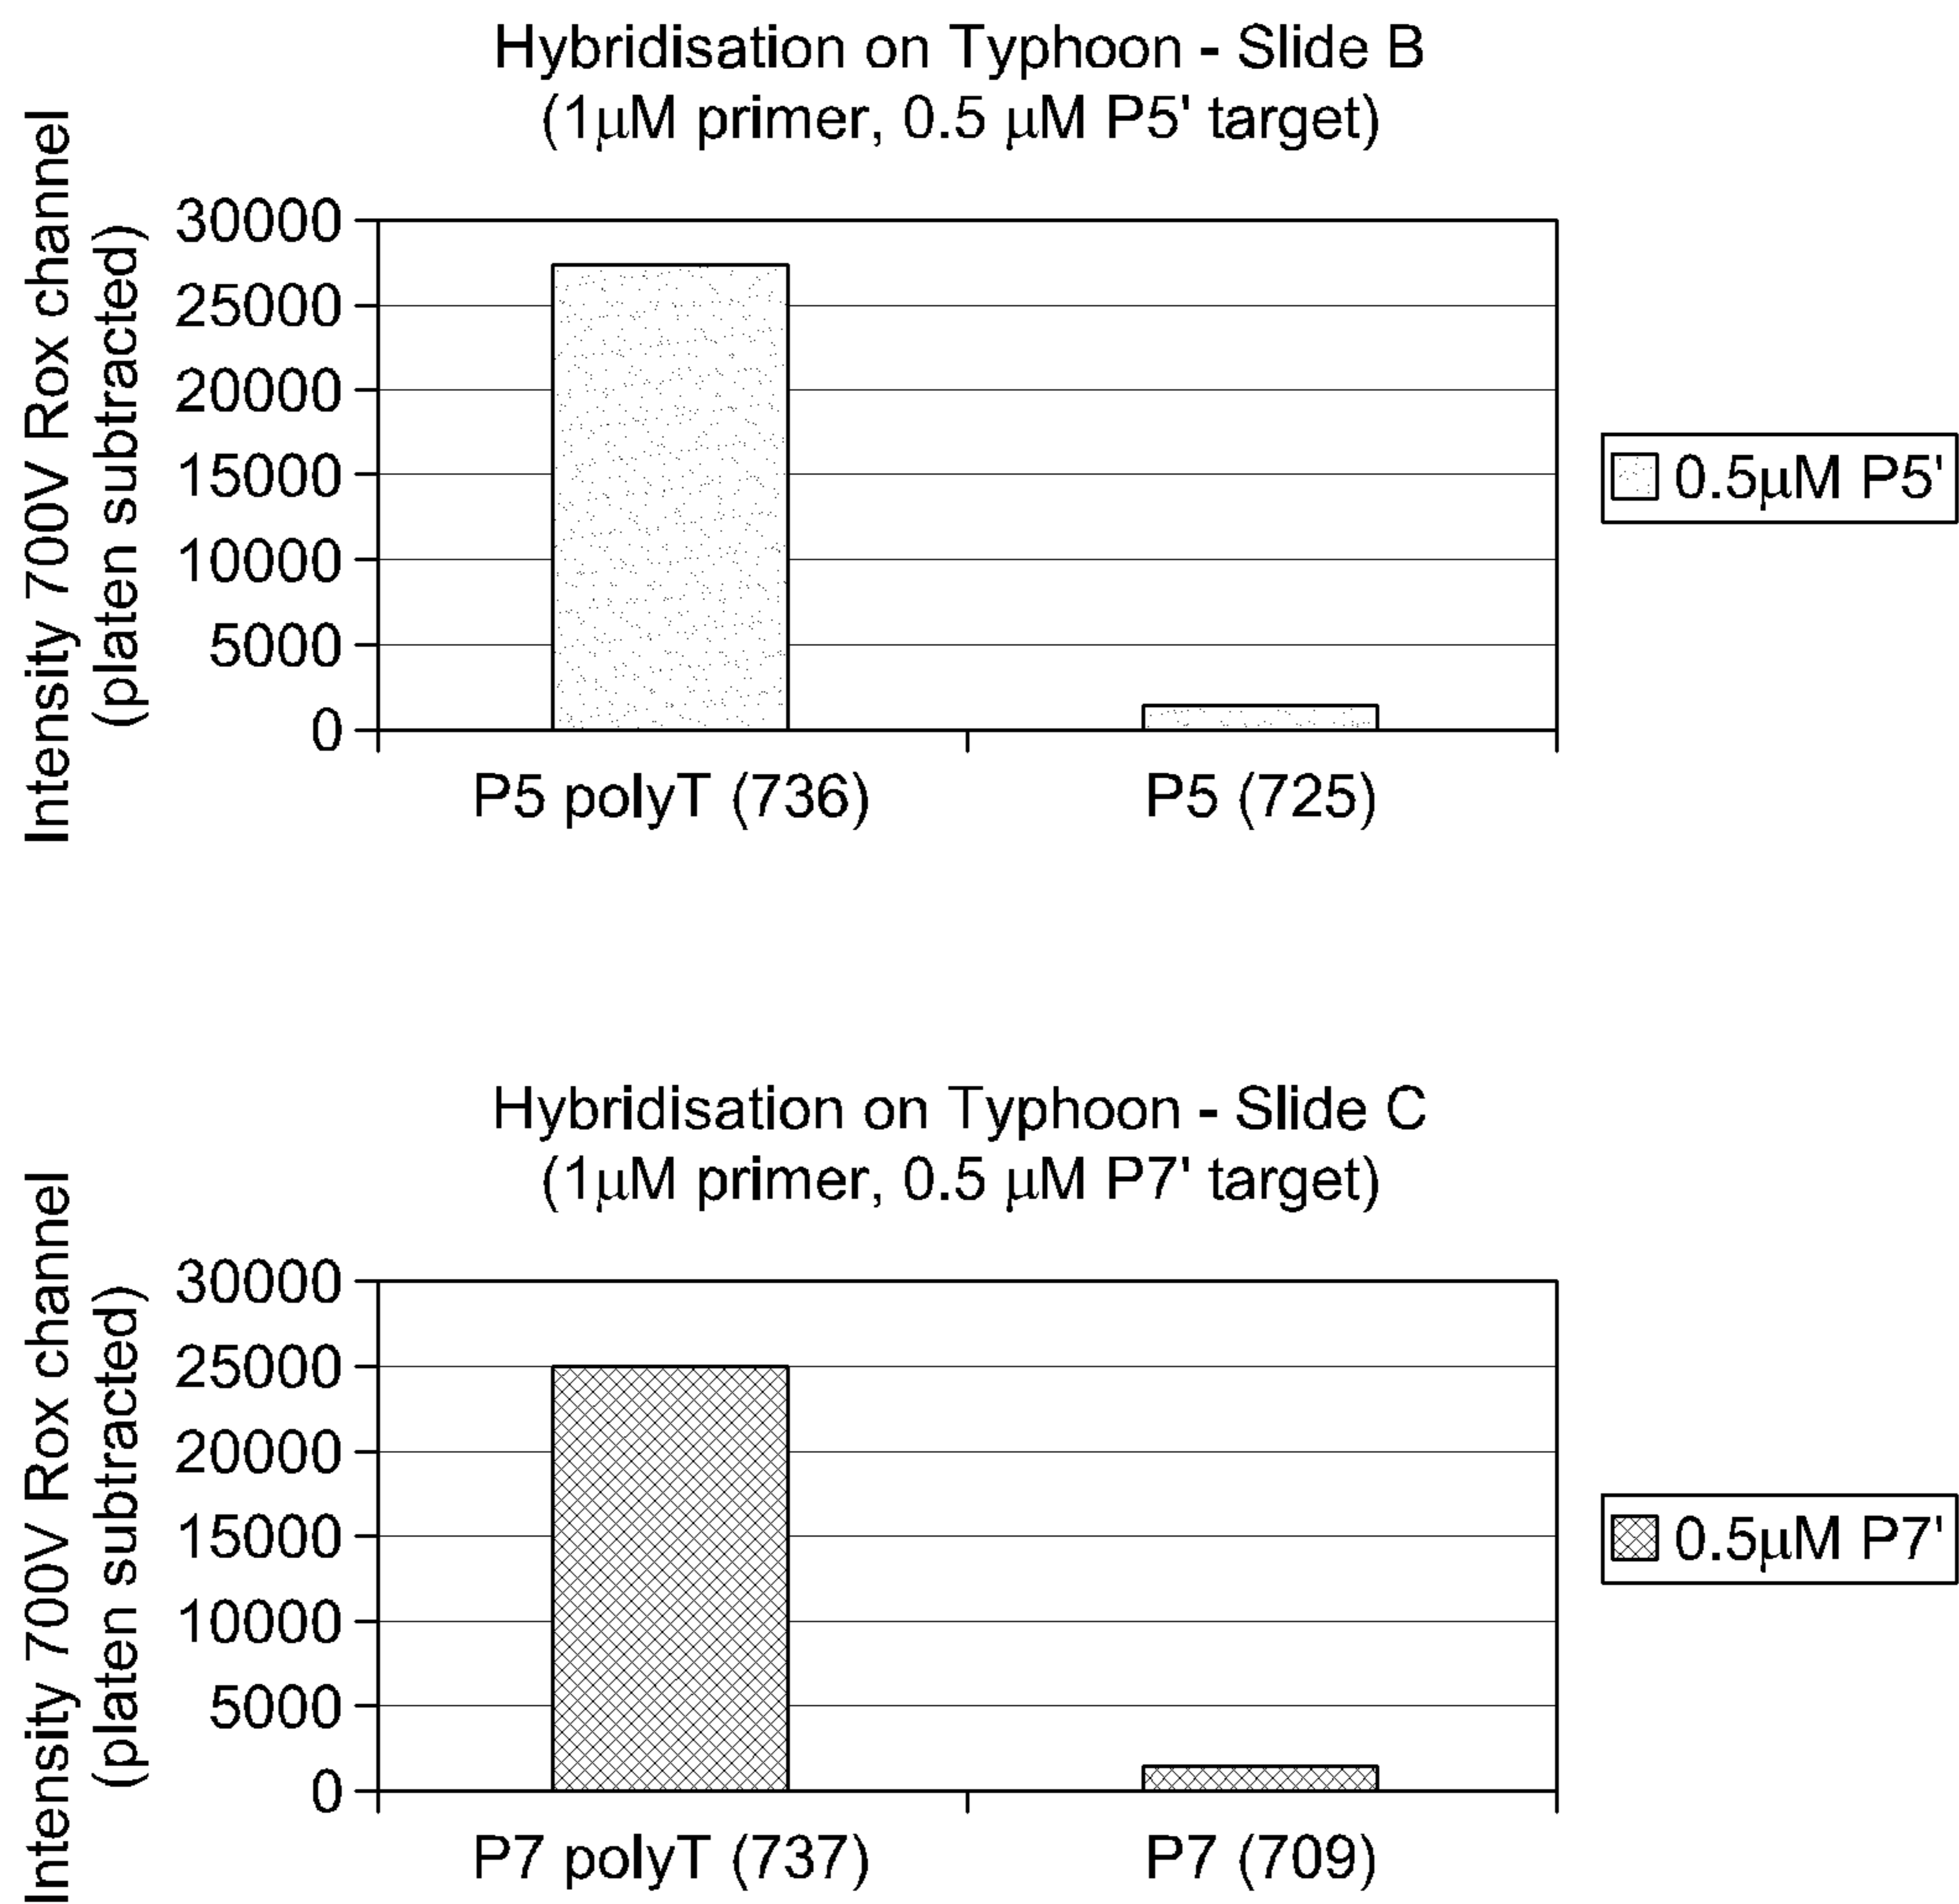 Hybridisation on Typhoon - Slide B
(1μM primer, 0.5 μM P5' target)
Intensity 700V Rox channel
(platen subtracted)
30000
25000
20000
15000
10000
5000
0
P5 polyT (736)
P5 (725)
0.5μM P5'
Hybridisation on Typhoon - Slide C
(1μM primer, 0.5 μM P7' target)
Intensity 700V Rox channel
(platen subtracted)
30000
25000
20000
15000
10000
5000
0
P7 polyT (737)
P7 (709)
0.5μM P7'